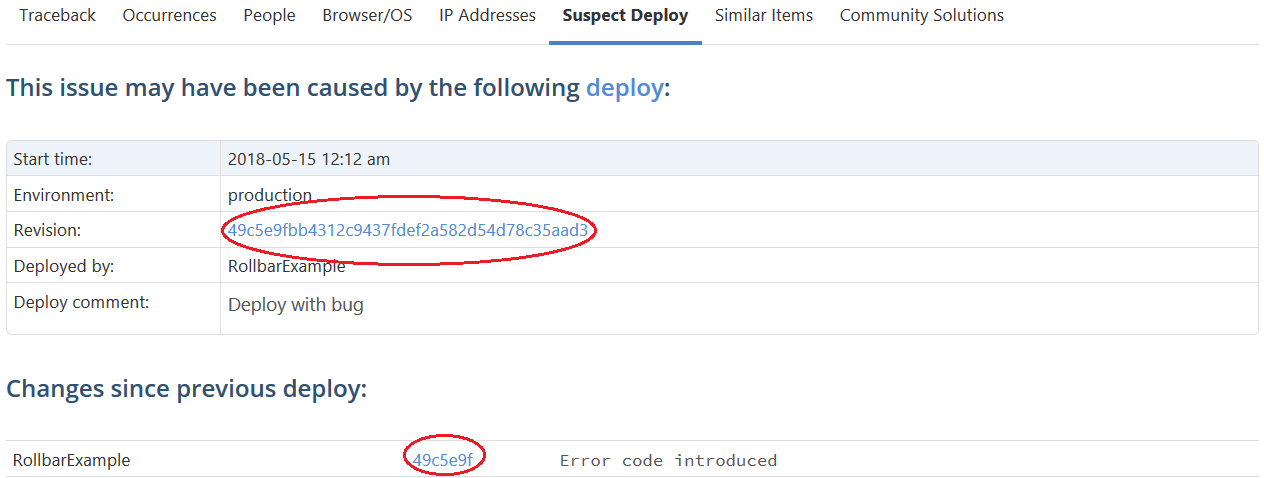 Traceback Occurrences People Browser/OS IP Addresses Suspect Deploy Similar Items Community Solutions
This issue may have been caused by the following deploy:
Start time: 2018-05-15 12:12 am
Environment: production
Revision: 49c5e9fbb4312c9437fdef2a582d54d78c35aad3
Deployed by: RollbarExample
Deploy comment: Deploy with bug
Changes since previous deploy:
RollbarExample 49c5e9f Error code introduced